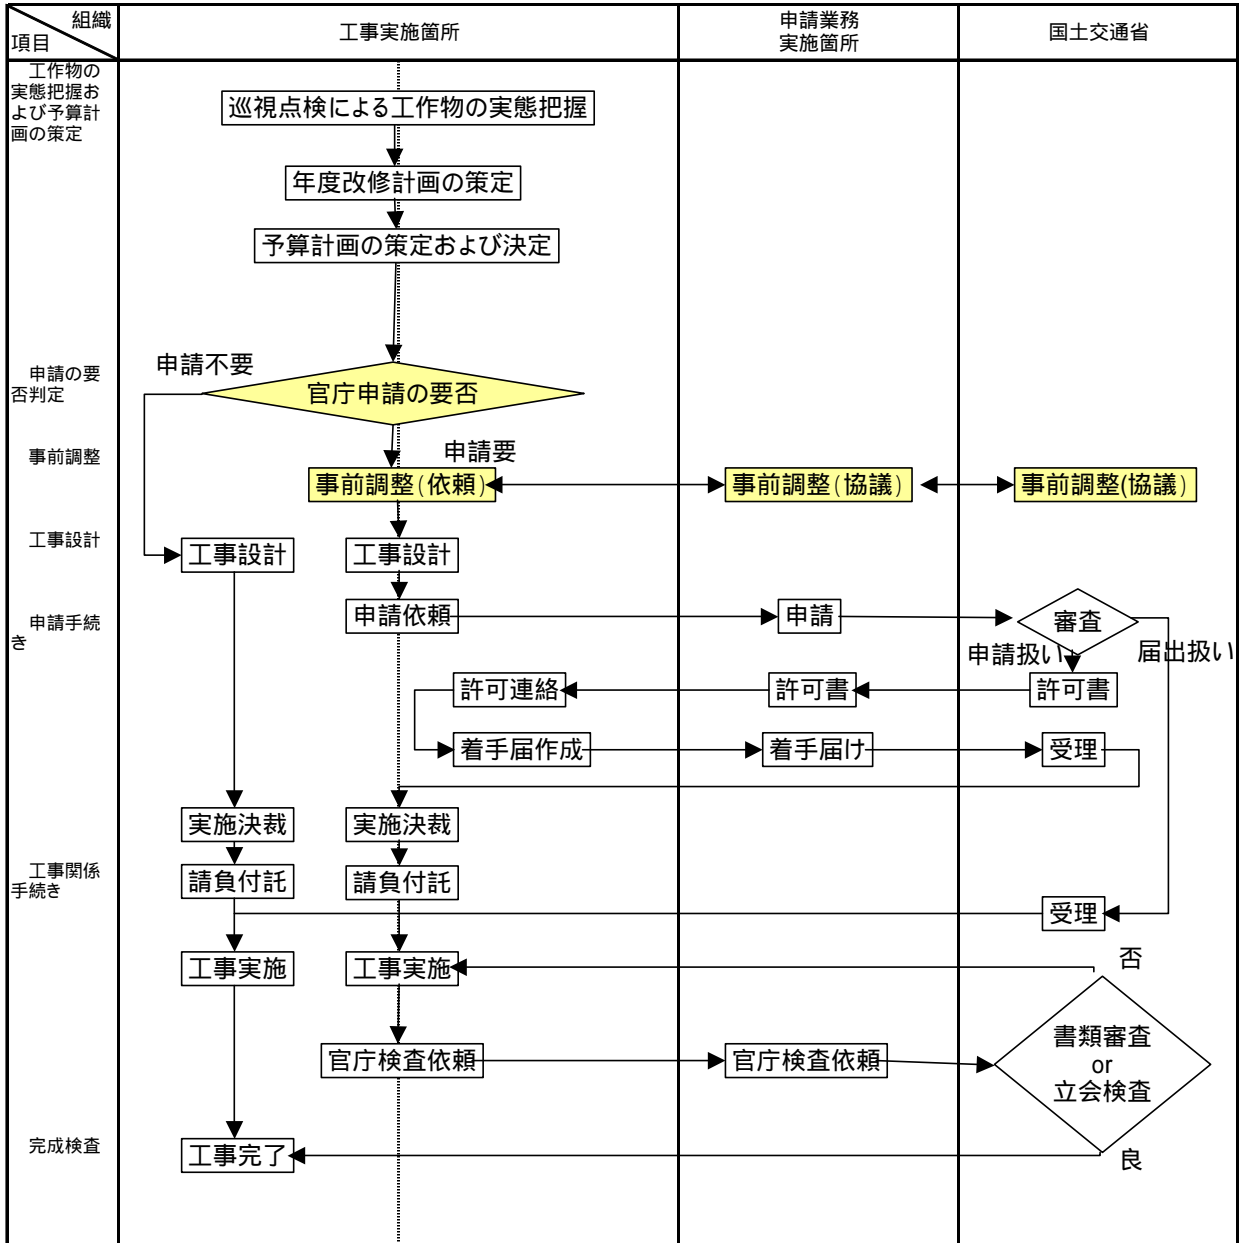 組織
項目
工事実施箇所
申請業務
実施箇所
国土交通省
工作物の
実態把握お
よび予算計
画の策定
巡視点検による工作物の実態把握
年度改修計画の策定
予算計画の策定および決定
申請不要
申請の要
否判定
官庁申請の要否
事前調整
申請要
事前調整(依頼)
事前調整(協議)
事前調整(協議)
工事設計
工事設計
工事設計
申請手続
き
申請依頼
申請
審査
申請扱い
届出扱い
許可連絡
許可書
許可書
着手届作成
着手届け
受理
実施決裁
実施決裁
工事関係
手続き
請負付託
請負付託
受理
工事実施
工事実施
否
官庁検査依頼
官庁検査依頼
書類審査
or
立会検査
完成検査
工事完了
良